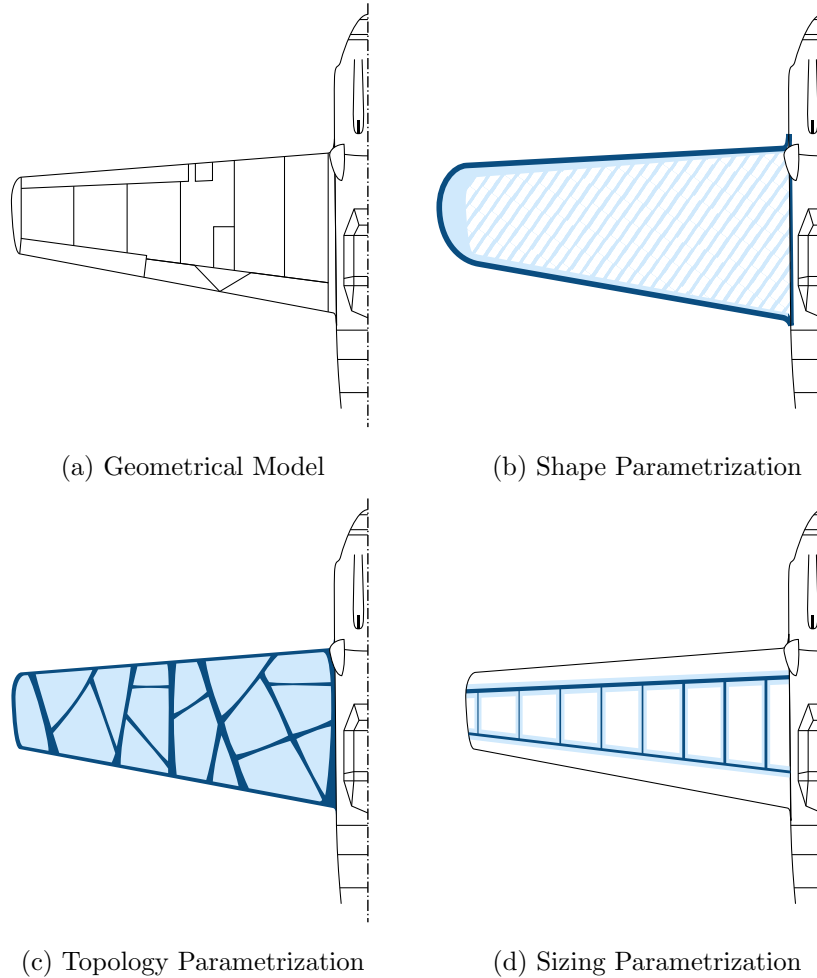 (a) Geometrical Model
(b) Shape Parametrization
(c) Topology Parametrization
(d) Sizing Parametrization